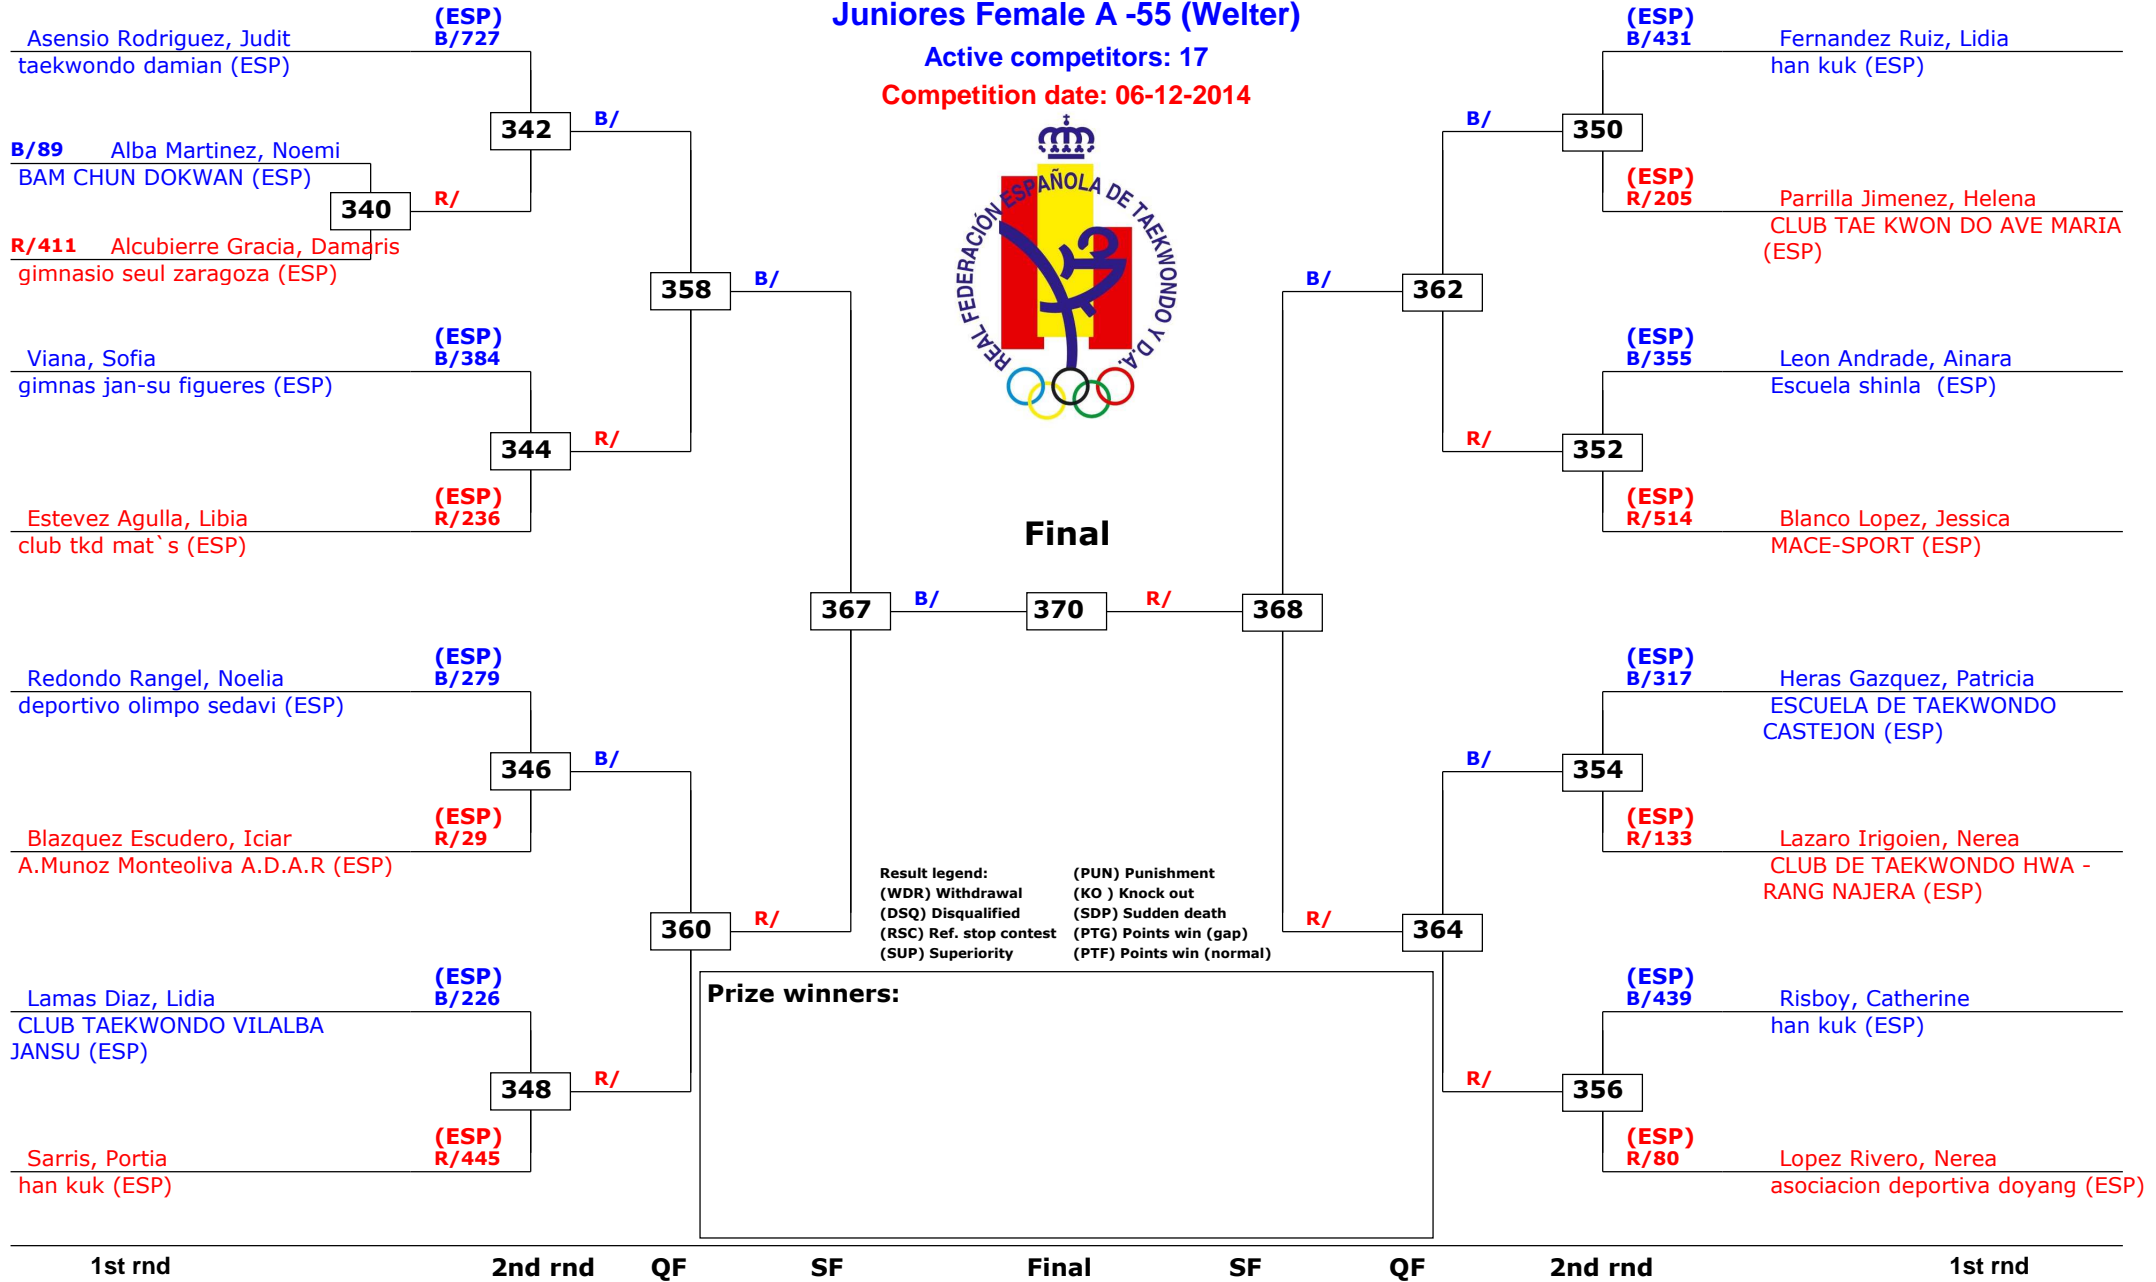 Juniores Female A -55 (Welter)
Active competitors: 17
Competition date: 06-12-2014
REAL FEDERACIÓN ESPAÑOLA DE TAEKWONDO Y D.A.
(ESP)
Asensio Rodriguez, Judit B/727
taekwondo damian (ESP)
342 B/
B/89 Alba Martinez, Noemi
BAM CHUN DOKWAN (ESP)
340 R/
R/411 Alcubierre Gracia, Damaris
gimnasio seul zaragoza (ESP)
358 B/
(ESP)
Viana, Sofia B/384
gimnas jan-su figueres (ESP)
344 R/
(ESP)
Estevez Agulla, Libia R/236
club tkd mat`s (ESP)
367 B/
(ESP)
Redondo Rangel, Noelia B/279
deportivo olimpo sedavi (ESP)
346 B/
(ESP)
Blazquez Escudero, Iciar R/29
A.Munoz Monteoliva A.D.A.R (ESP)
360 R/
(ESP)
Lamas Diaz, Lidia B/226
CLUB TAEKWONDO VILALBA
JANSU (ESP)
348 R/
(ESP)
Sarris, Portia R/445
han kuk (ESP)
Final
370
(ESP)
B/431 Fernandez Ruiz, Lidia
han kuk (ESP)
B/ 350
(ESP)
R/205 Parrilla Jimenez, Helena
CLUB TAE KWON DO AVE MARIA
(ESP)
B/ 362
(ESP)
B/355 Leon Andrade, Ainara
Escuela shinla (ESP)
R/ 352
(ESP)
R/514 Blanco Lopez, Jessica
MACE-SPORT (ESP)
R/ 368
(ESP)
B/317 Heras Gazquez, Patricia
ESCUELA DE TAEKWONDO
CASTEJON (ESP)
B/ 354
(ESP)
R/133 Lazaro Irigoien, Nerea
CLUB DE TAEKWONDO HWA -
RANG NAJERA (ESP)
R/ 364
(ESP)
B/439 Risboy, Catherine
han kuk (ESP)
R/ 356
(ESP)
R/80 Lopez Rivero, Nerea
asociacion deportiva doyang (ESP)
Result legend: (PUN) Punishment
(WDR) Withdrawal (KO ) Knock out
(DSQ) Disqualified (SDP) Sudden death
(RSC) Ref. stop contest (PTG) Points win (gap)
(SUP) Superiority (PTF) Points win (normal)
Prize winners:
1st rnd 2nd rnd QF SF Final SF QF 2nd rnd 1st rnd